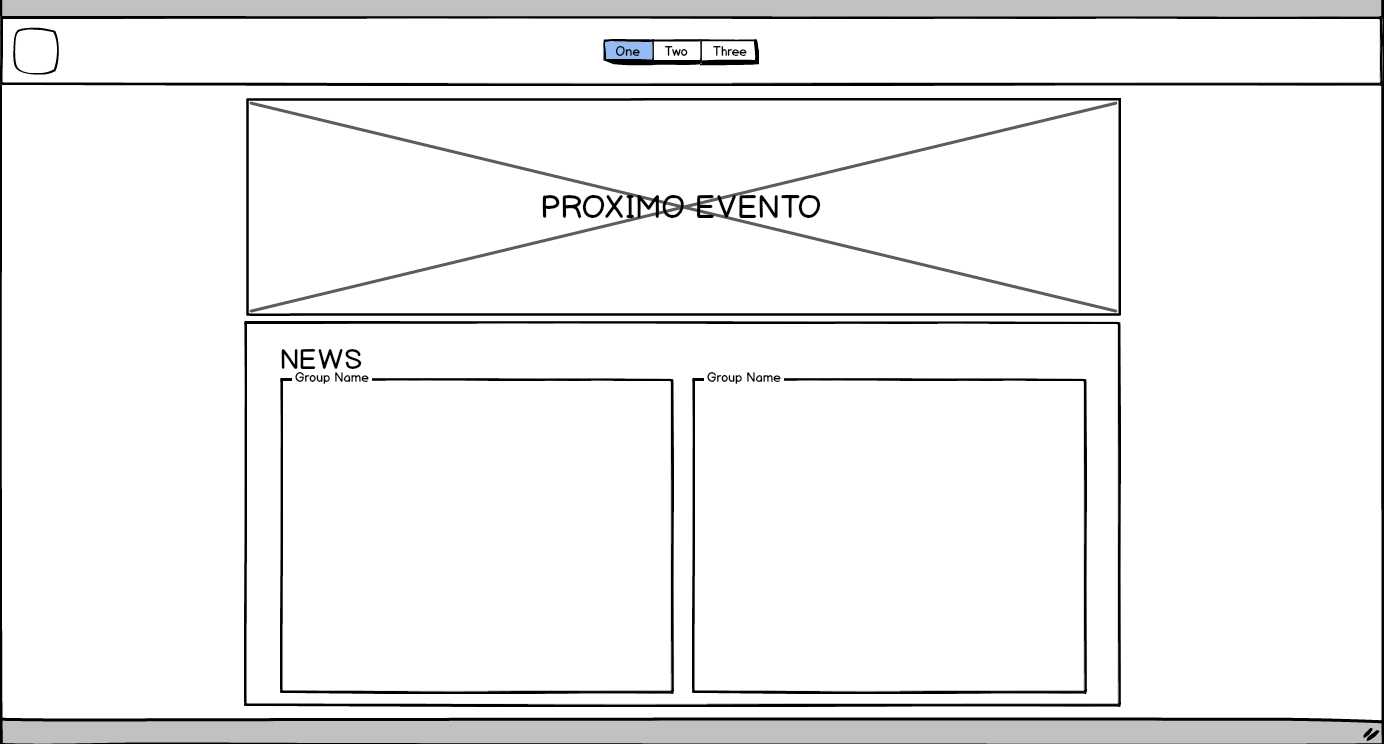 One Two Three
PROXIMO EVENTO
NEWS
Group Name Group Name